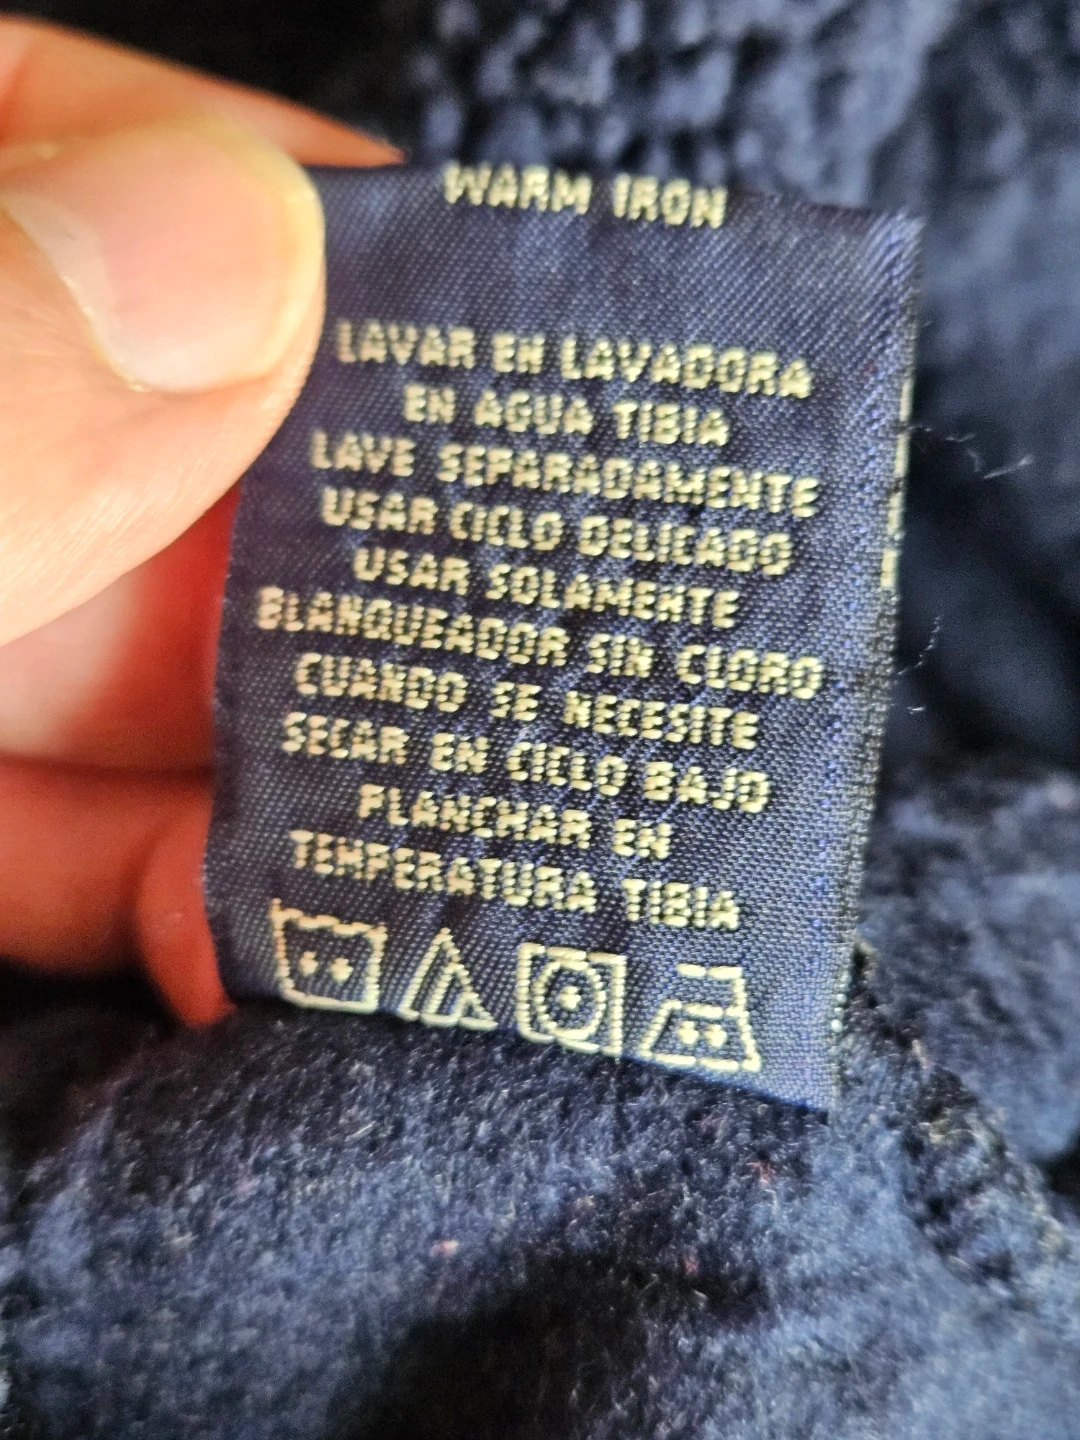 WARM IRON
LAVAR EN LAVADORA
EN AGUA TIBIA
LAVE SEPARADAMENTE
USAR CICLO DELICADO
USAR SOLAMENTE
BLANQUEADOR SIN CLORO
CUANDO SE NECESITE
SECAR EN CICLO BAJO
PLANCHAR EN
TEMPERATURA TIBIA